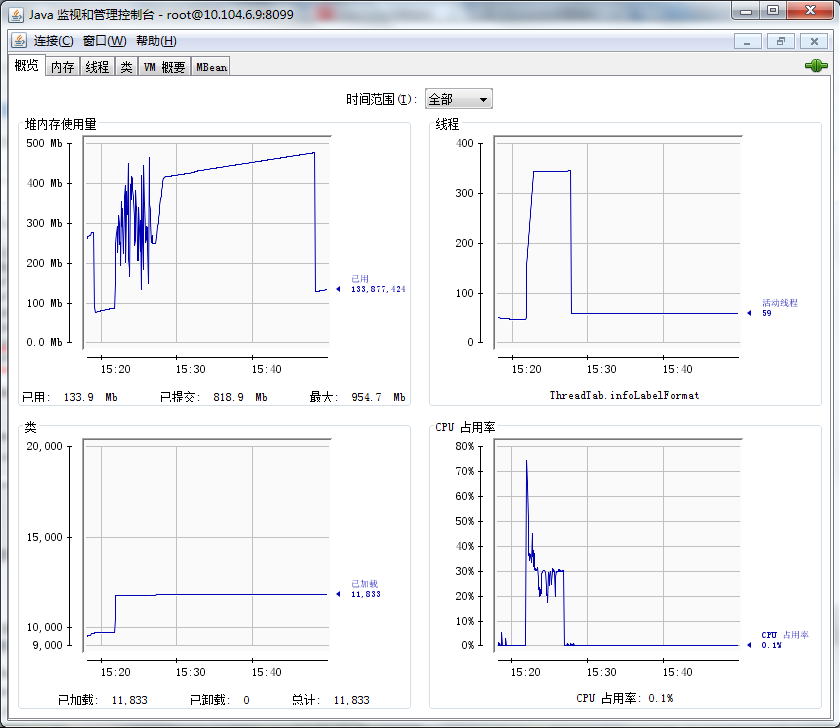 Java 监视和管理控制台 - root@10.104.6.9:8099
连接(C) 窗口(W) 帮助(H)
概览 内存 线程 类 VM 概要 MBean
时间范围(I): 全部
堆内存使用量
500 Mb
400 Mb
300 Mb
200 Mb
100 Mb
0.0 Mb
已用
133,877,424
15:20 15:30 15:40
已用: 133.9 Mb 已提交: 818.9 Mb 最大: 954.7 Mb
线程
400
300
200
100
0
活动线程
59
15:20 15:30 15:40
ThreadTab.infoLabelFormat
类
20,000
15,000
10,000
9,000
已加载
11,833
15:20 15:30 15:40
已加载: 11,833 已卸载: 0 总计: 11,833
CPU 占用率
80%
70%
60%
50%
40%
30%
20%
10%
0%
CPU 占用率
0.1%
15:20 15:30 15:40
CPU 占用率: 0.1%